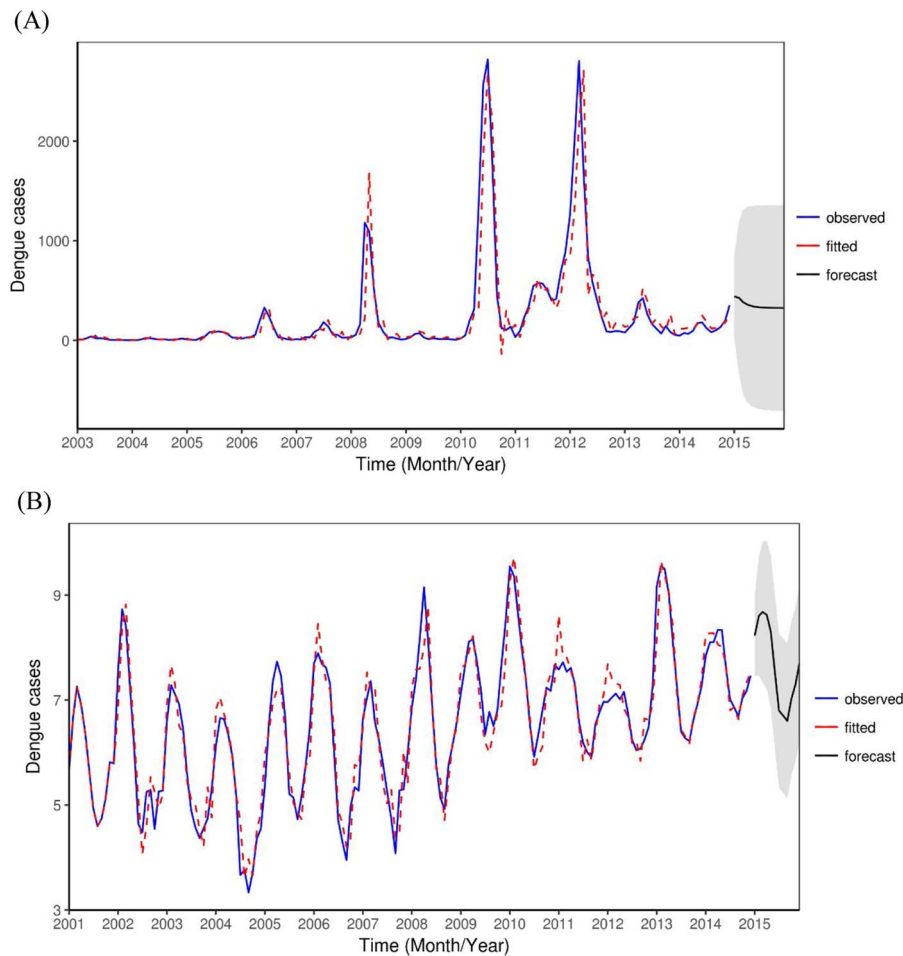 (A)
2000
1000
0
Dengue cases
2003 2004 2005 2006 2007 2008 2009 2010 2011 2012 2013 2014 2015
Time (Month/Year)
observed
fitted
forecast
(B)
9
7
5
3
Dengue cases
2001 2002 2003 2004 2005 2006 2007 2008 2009 2010 2011 2012 2013 2014 2015
Time (Month/Year)
observed
fitted
forecast